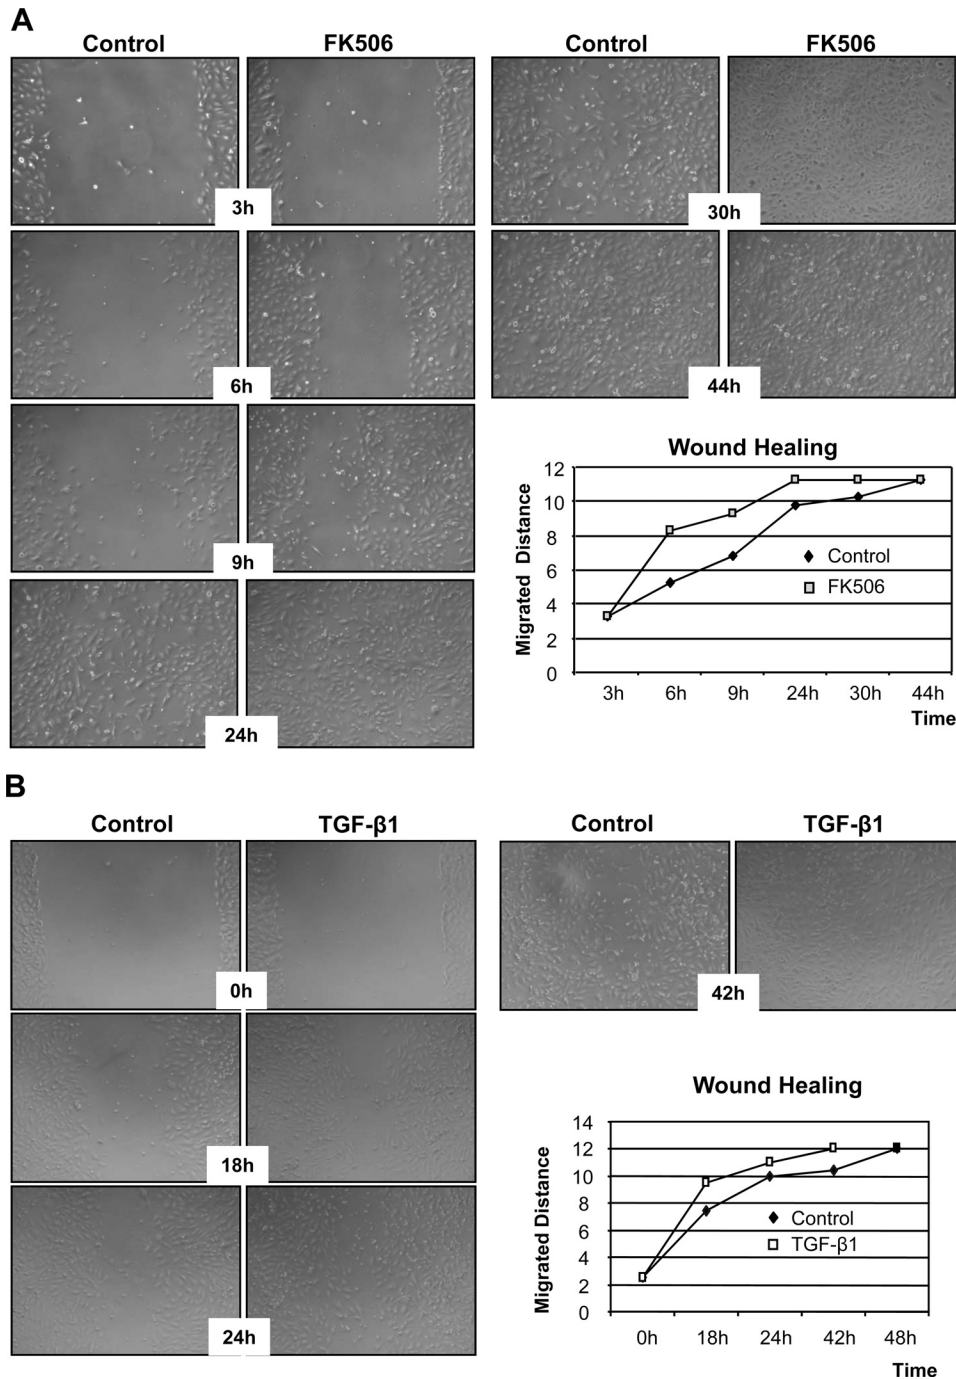 A
Control FK506 Control FK506
3h
30h
6h
44h
9h
24h
Wound Healing
Migrated Distance
12
10
8
6
4
2
0
Control
FK506
3h 6h 9h 24h 30h 44h
Time
B
Control TGF-β1 Control TGF-β1
0h
42h
18h
24h
Wound Healing
Migrated Distance
14
12
10
8
6
4
2
0
Control
TGF-β1
0h 18h 24h 42h 48h
Time